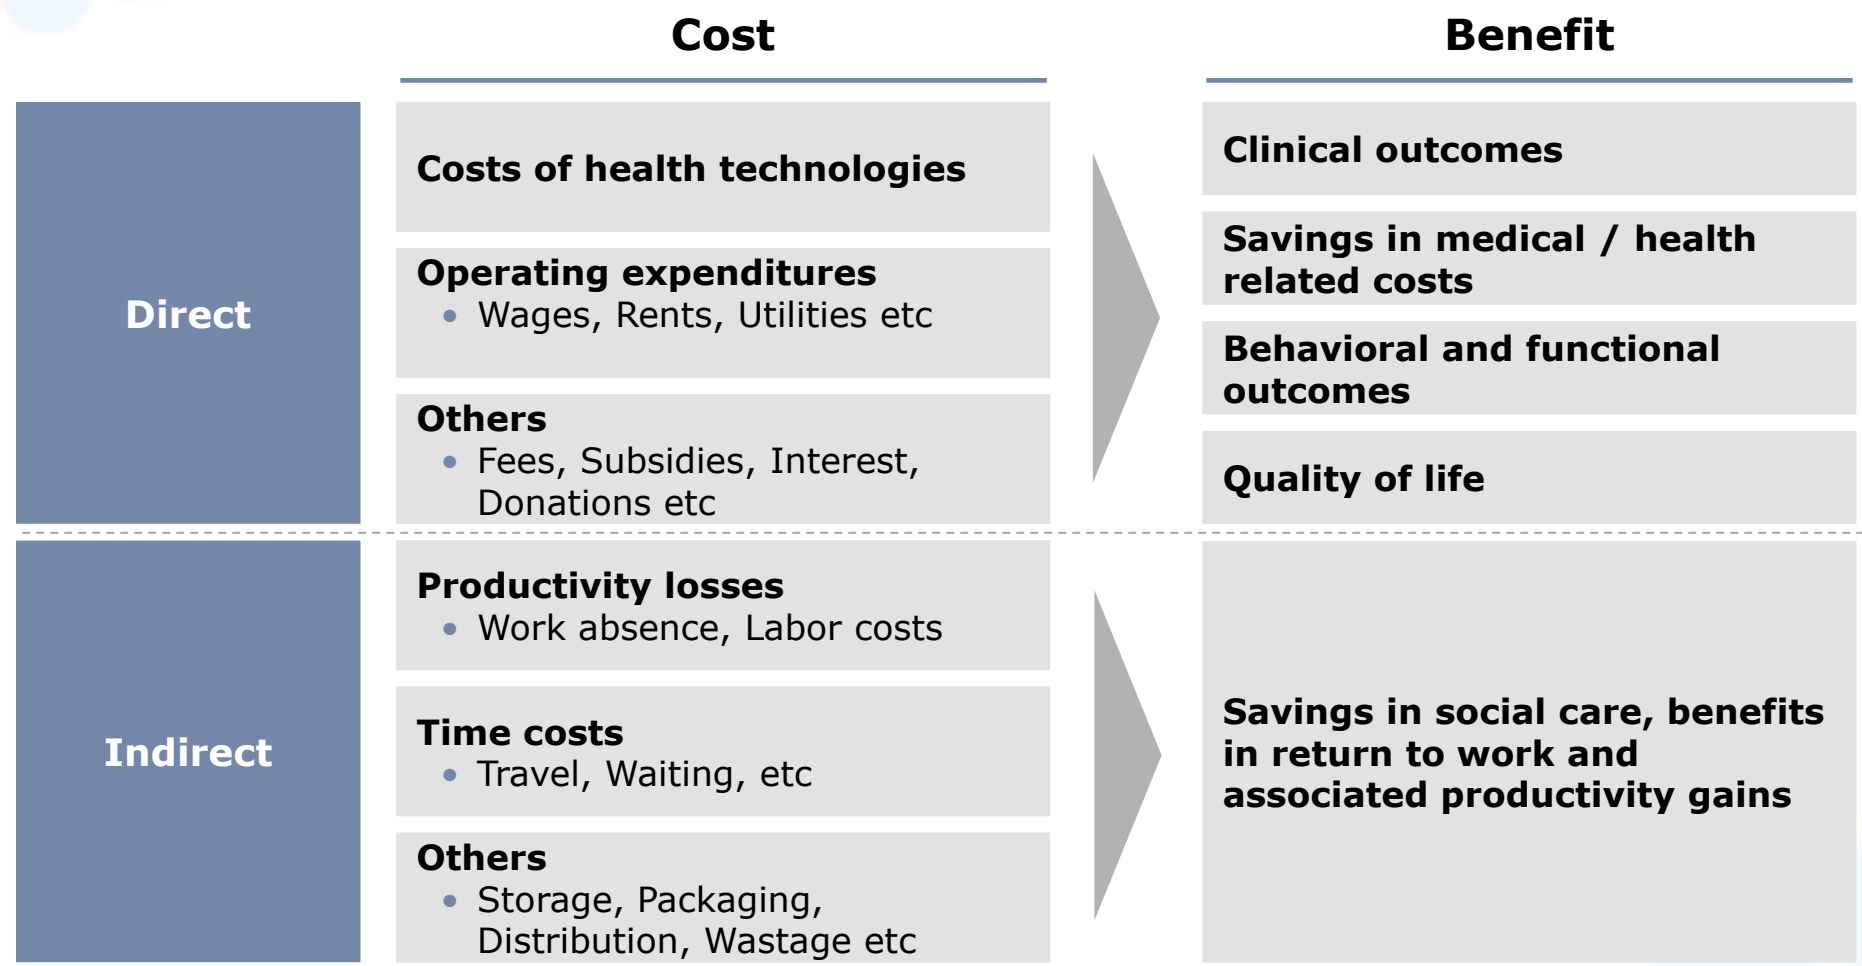 Cost
Benefit
Direct
Costs of health technologies
Operating expenditures
• Wages, Rents, Utilities etc
Others
• Fees, Subsidies, Interest,
Donations etc
Clinical outcomes
Savings in medical / health
related costs
Behavioral and functional
outcomes
Quality of life
Indirect
Productivity losses
• Work absence, Labor costs
Time costs
• Travel, Waiting, etc
Others
• Storage, Packaging,
Distribution, Wastage etc
Savings in social care, benefits
in return to work and
associated productivity gains